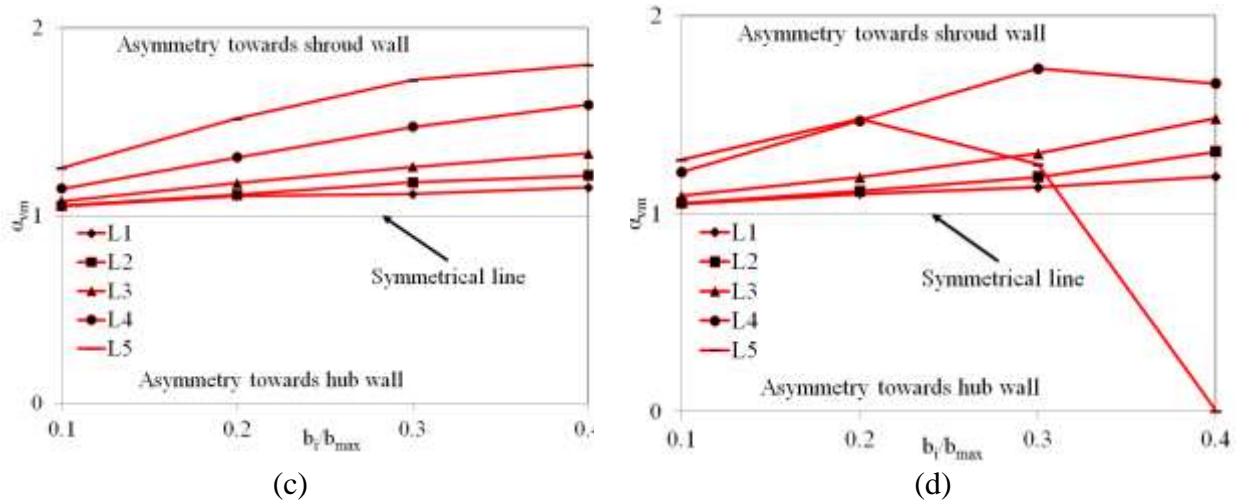 2
Asymmetry towards shroud wall
α_vm
1
L1
L2
L3
L4
L5
Symmetrical line
Asymmetry towards hub wall
0
0.1
0.2
0.3
0.4
b_r/b_max
(c)
2
Asymmetry towards shroud wall
α_vm
1
L1
L2
L3
L4
L5
Symmetrical line
Asymmetry towards hub wall
0
0.1
0.2
0.3
0.4
b_r/b_max
(d)